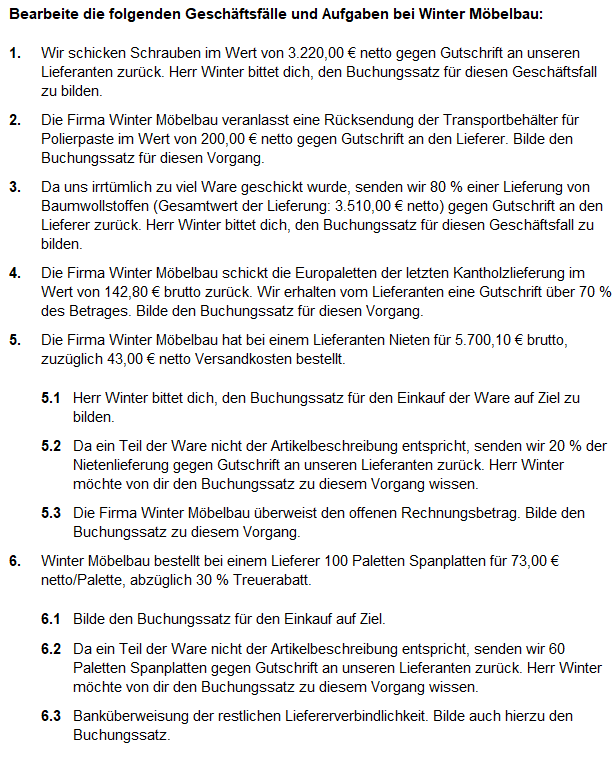 Bearbeite die folgenden Geschäftsfälle und Aufgaben bei Winter Möbelbau:
1. Wir schicken Schrauben im Wert von 3.220,00 € netto gegen Gutschrift an unseren
Lieferanten zurück. Herr Winter bittet dich, den Buchungssatz für diesen Geschäftsfall
zu bilden.
2. Die Firma Winter Möbelbau veranlasst eine Rücksendung der Transportbehälter für
Polierpaste im Wert von 200,00 € netto gegen Gutschrift an den Lieferer. Bilde den
Buchungssatz für diesen Vorgang.
3. Da uns irrtümlich zu viel Ware geschickt wurde, senden wir 80 % einer Lieferung von
Baumwollstoffen (Gesamtwert der Lieferung: 3.510,00 € netto) gegen Gutschrift an den
Lieferer zurück. Herr Winter bittet dich, den Buchungssatz für diesen Geschäftsfall zu
bilden.
4. Die Firma Winter Möbelbau schickt die Europaletten der letzten Kantholzlieferung im
Wert von 142,80 € brutto zurück. Wir erhalten vom Lieferanten eine Gutschrift über 70 %
des Betrages. Bilde den Buchungssatz für diesen Vorgang.
5. Die Firma Winter Möbelbau hat bei einem Lieferanten Nieten für 5.700,10 € brutto,
zuzüglich 43,00 € netto Versandkosten bestellt.
5.1 Herr Winter bittet dich, den Buchungssatz für den Einkauf der Ware auf Ziel zu
bilden.
5.2 Da ein Teil der Ware nicht der Artikelbeschreibung entspricht, senden wir 20 % der
Nietenlieferung gegen Gutschrift an unseren Lieferanten zurück. Herr Winter
möchte von dir den Buchungssatz zu diesem Vorgang wissen.
5.3 Die Firma Winter Möbelbau überweist den offenen Rechnungsbetrag. Bilde den
Buchungssatz zu diesem Vorgang.
6. Winter Möbelbau bestellt bei einem Lieferer 100 Paletten Spanplatten für 73,00 €
netto/Palette, abzüglich 30 % Treuerabatt.
6.1 Bilde den Buchungssatz für den Einkauf auf Ziel.
6.2 Da ein Teil der Ware nicht der Artikelbeschreibung entspricht, senden wir 60
Paletten Spanplatten gegen Gutschrift an unseren Lieferanten zurück. Herr Winter
möchte von dir den Buchungssatz zu diesem Vorgang wissen.
6.3 Banküberweisung der restlichen Liefererverbindlichkeit. Bilde auch hierzu den
Buchungssatz.